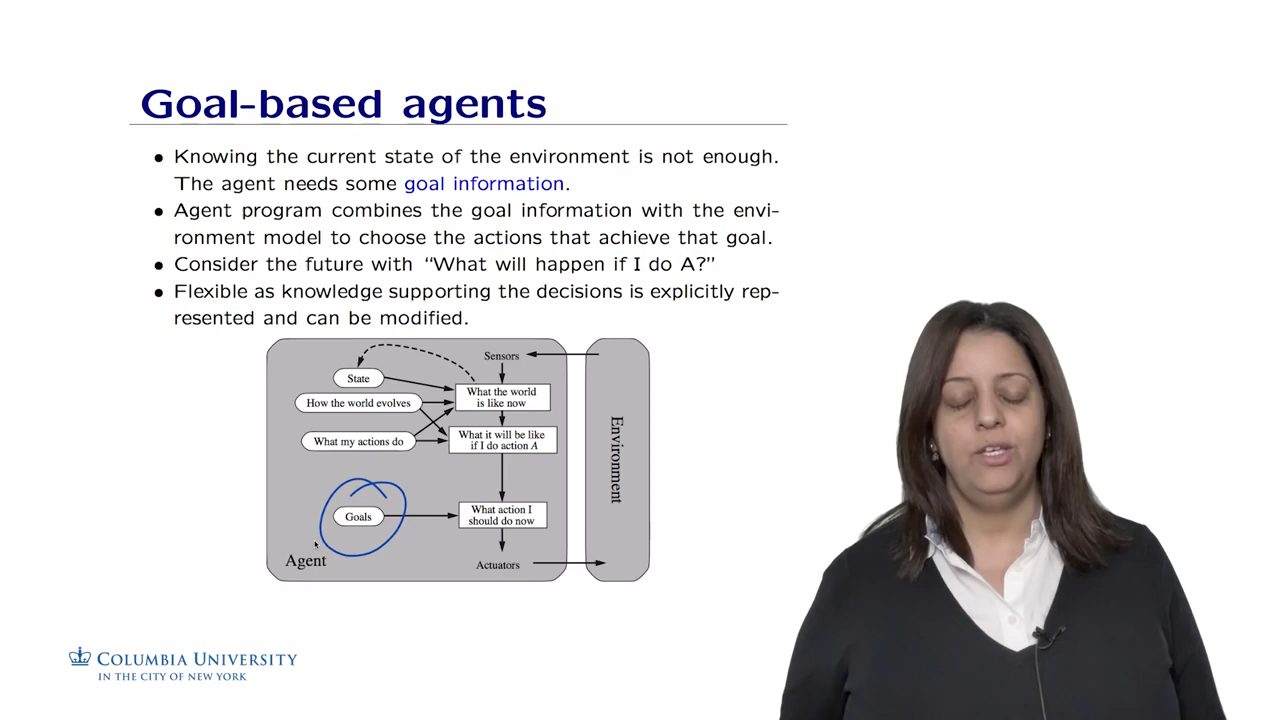 Goal-based agents
• Knowing the current state of the environment is not enough.
The agent needs some goal information.
• Agent program combines the goal information with the envi-
ronment model to choose the actions that achieve that goal.
• Consider the future with “What will happen if I do A?”
• Flexible as knowledge supporting the decisions is explicitly rep-
resented and can be modified.
Sensors
State
What the world
is like now
How the world evolves
What my actions do
What it will be like
if I do action A
Goals
What action I
should do now
Agent
Actuators
Environment
COLUMBIA UNIVERSITY
IN THE CITY OF NEW YORK